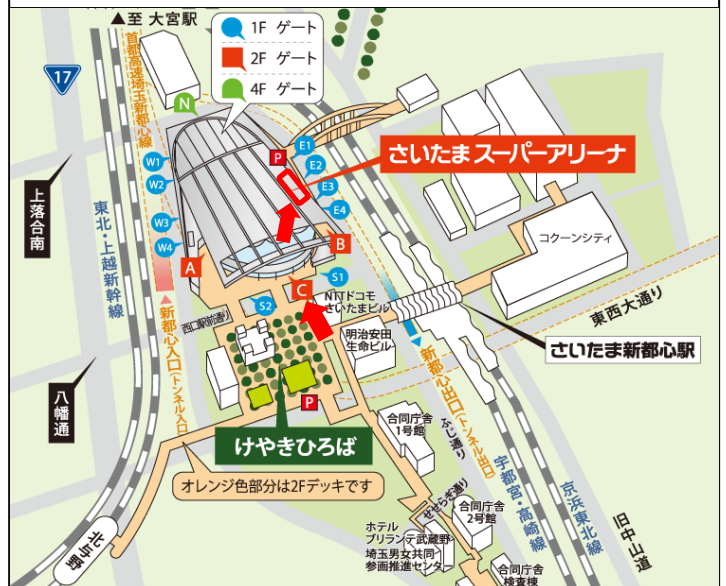 ▲至 大宮駅
首都高速埼玉新都心線
1F ゲート
2F ゲート
4F ゲート
17
N
P
E1
E2
E3
E4
さいたまスーパーアリーナ
W1
W2
W3
W4
上落合南
東北・上越新幹線
A
B
C
S1
S2
コクーンシティ
NTTドコモ
さいたまビル
西口駅前通り
明治安田
生命ビル
東西大通り
さいたま新都心駅
新都心入口(トンネル入口)
新都心出口(トンネル出口)
八幡通
P
けやきひろば
合同庁舎
1号館
ふじ通り
オレンジ色部分は2Fデッキです
せせらぎ通り
合同庁舎
2号館
宇都宮・高崎線
京浜東北線
旧中山道
北与野
ホテル
ブリランテ武蔵野
埼玉男女共同
参画推進センター
合同庁舎
検査棟